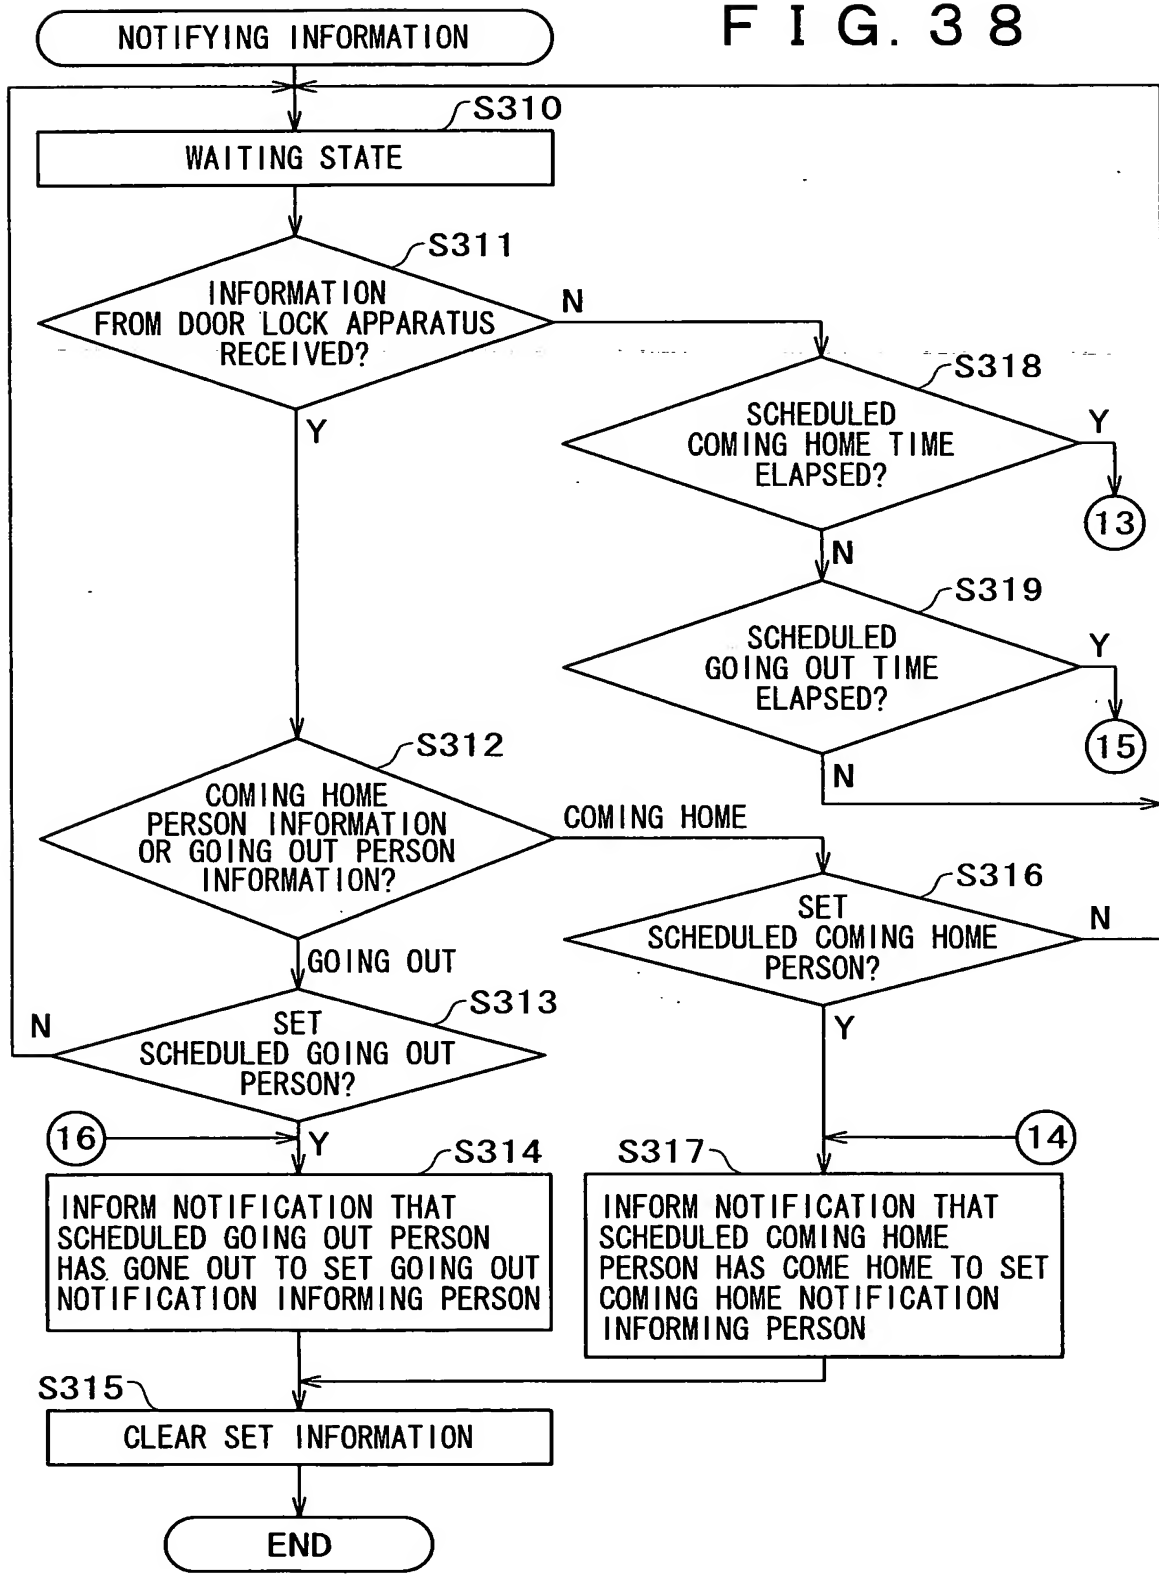 FIG. 38
NOTIFYING INFORMATION
S310
WAITING STATE
S311
INFORMATION
FROM DOOR LOCK APPARATUS
RECEIVED?
N
Y
S318
SCHEDULED
COMING HOME TIME
ELAPSED?
Y
13
N
S319
SCHEDULED
GOING OUT TIME
ELAPSED?
Y
15
N
S312
COMING HOME
PERSON INFORMATION
OR GOING OUT PERSON
INFORMATION?
COMING HOME
GOING OUT
S316
SET
SCHEDULED COMING HOME
PERSON?
N
Y
S313
SET
SCHEDULED GOING OUT
PERSON?
N
Y
16
14
S314
INFORM NOTIFICATION THAT
SCHEDULED GOING OUT PERSON
HAS GONE OUT TO SET GOING OUT
NOTIFICATION INFORMING PERSON
S317
INFORM NOTIFICATION THAT
SCHEDULED COMING HOME
PERSON HAS COME HOME TO SET
COMING HOME NOTIFICATION
INFORMING PERSON
S315
CLEAR SET INFORMATION
END